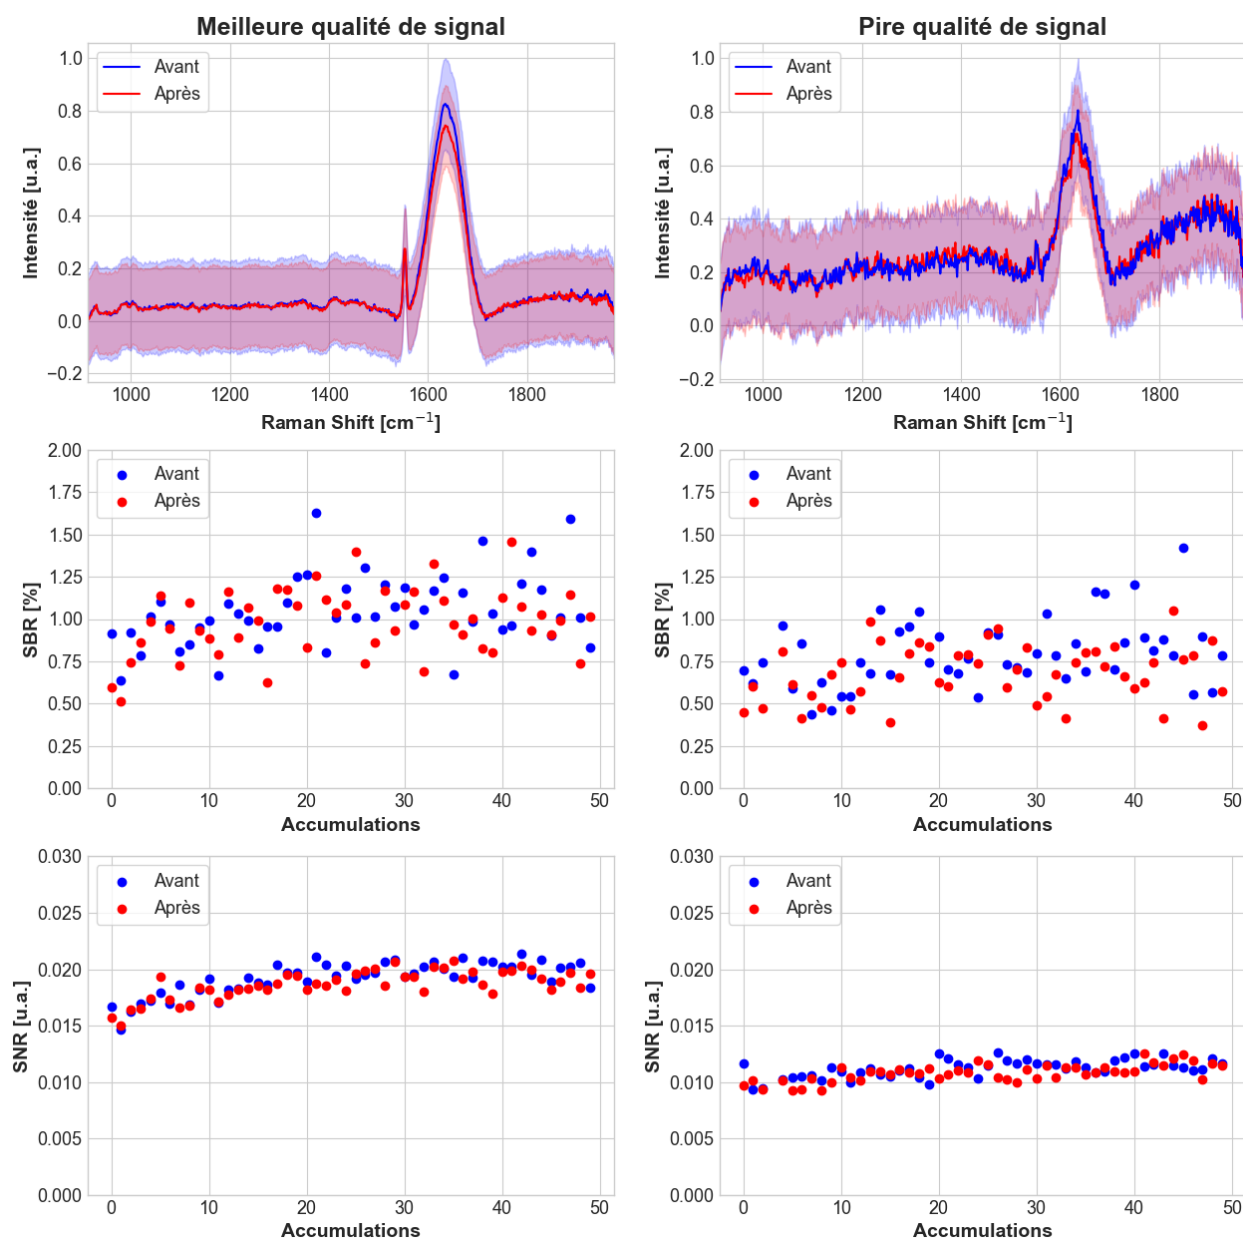 Meilleure qualité de signal
Intensité [u.a.]
1.0
0.8
0.6
0.4
0.2
0.0
−0.2
Avant
Après
1000 1200 1400 1600 1800
Raman Shift [cm⁻¹]
Pire qualité de signal
Intensité [u.a.]
1.0
0.8
0.6
0.4
0.2
0.0
−0.2
Avant
Après
1000 1200 1400 1600 1800
Raman Shift [cm⁻¹]
SBR [%]
2.00
1.75
1.50
1.25
1.00
0.75
0.50
0.25
0.00
Avant
Après
0 10 20 30 40 50
Accumulations
SBR [%]
2.00
1.75
1.50
1.25
1.00
0.75
0.50
0.25
0.00
Avant
Après
0 10 20 30 40 50
Accumulations
SNR [u.a.]
0.030
0.025
0.020
0.015
0.010
0.005
0.000
Avant
Après
0 10 20 30 40 50
Accumulations
SNR [u.a.]
0.030
0.025
0.020
0.015
0.010
0.005
0.000
Avant
Après
0 10 20 30 40 50
Accumulations